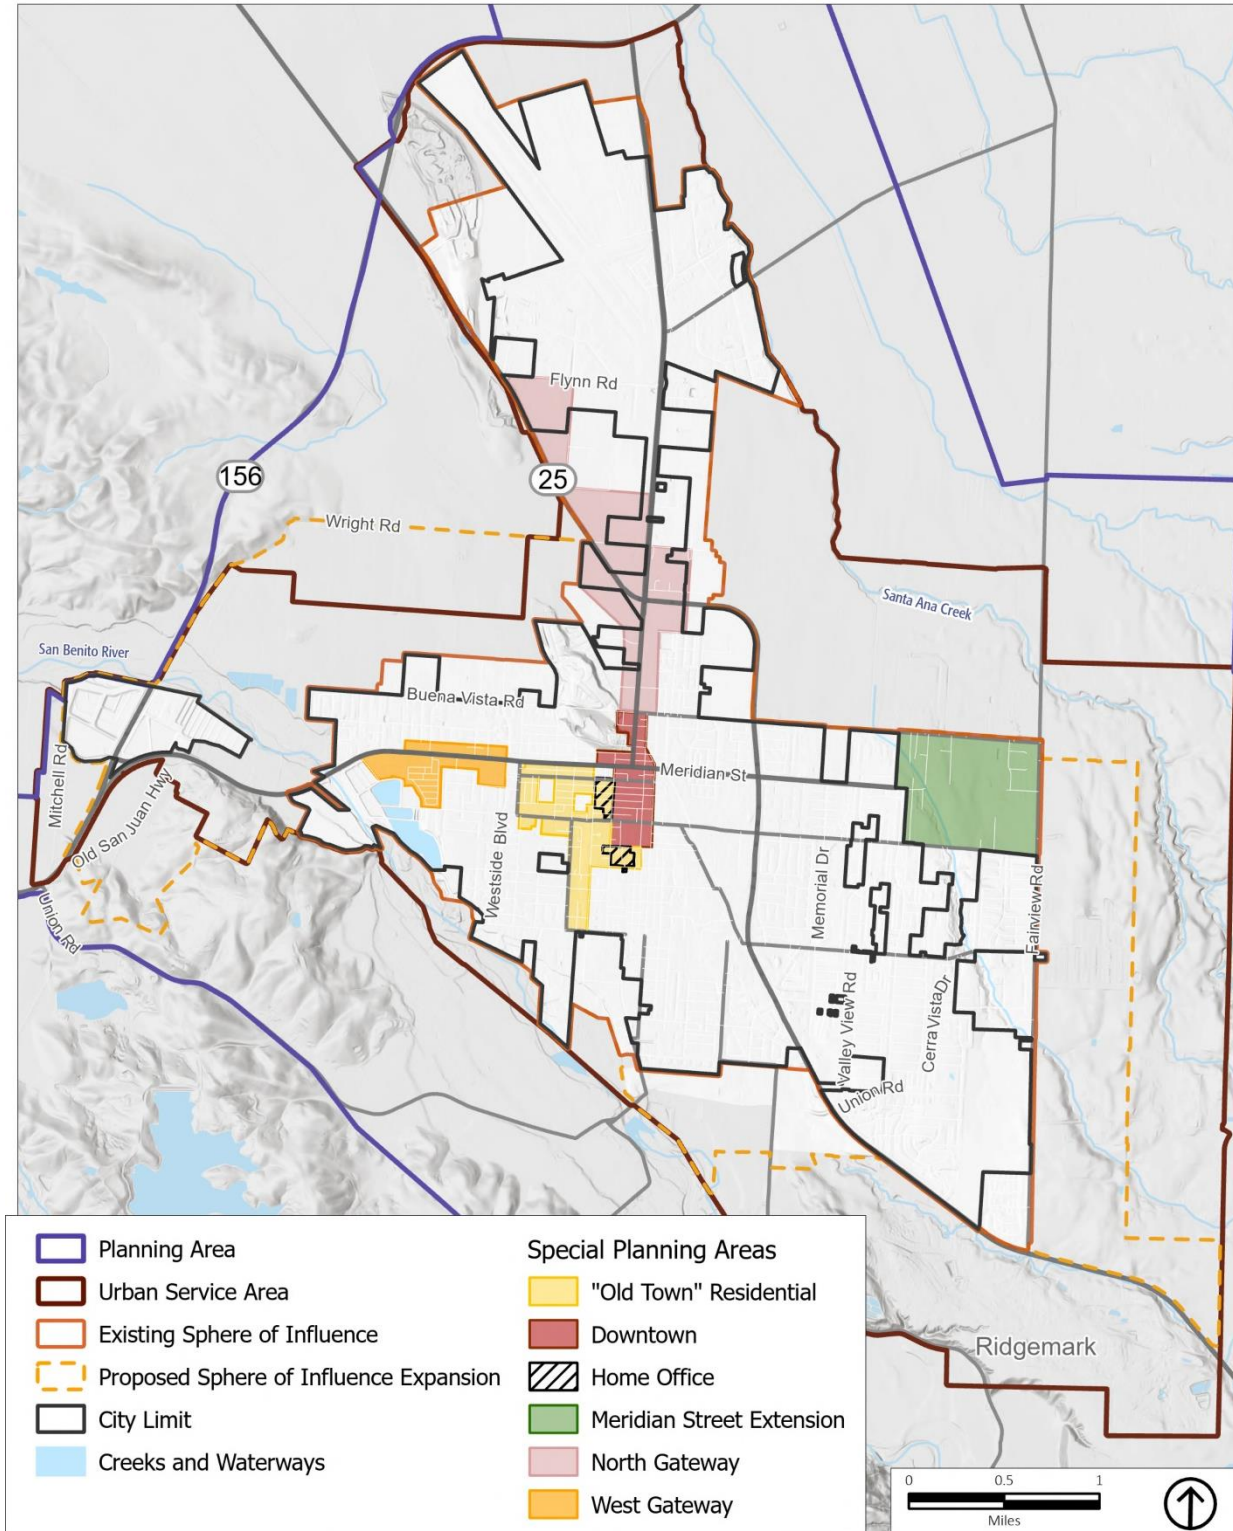 Flynn Rd
156
25
Wright Rd
Santa Ana Creek
San Benito River
Buena Vista Rd
Meridian St
Mitchell Rd
Old San Juan Hwy
Westside Blvd
Memorial Dr
Fairview Rd
Union Rd
Valley View Rd
Cerra Vista Dr
Union Rd
Ridgemark
Planning Area
Urban Service Area
Existing Sphere of Influence
Proposed Sphere of Influence Expansion
City Limit
Creeks and Waterways
Special Planning Areas
"Old Town" Residential
Downtown
Home Office
Meridian Street Extension
North Gateway
West Gateway
0 0.5 1
Miles